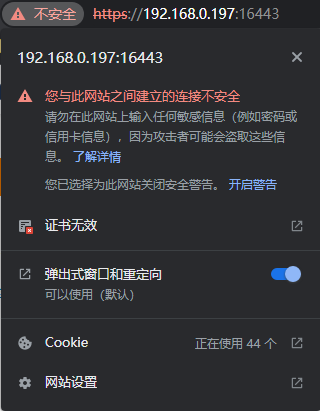 不安全 https://192.168.0.197:16443
192.168.0.197:16443
您与此网站之间建立的连接不安全
请勿在此网站上输入任何敏感信息（例如密码或
信用卡信息），因为攻击者可能会盗取这些信
息。 了解详情
您已选择为此网站关闭安全警告。 开启警告
证书无效
弹出式窗口和重定向
可以使用（默认）
Cookie 正在使用 44 个
网站设置